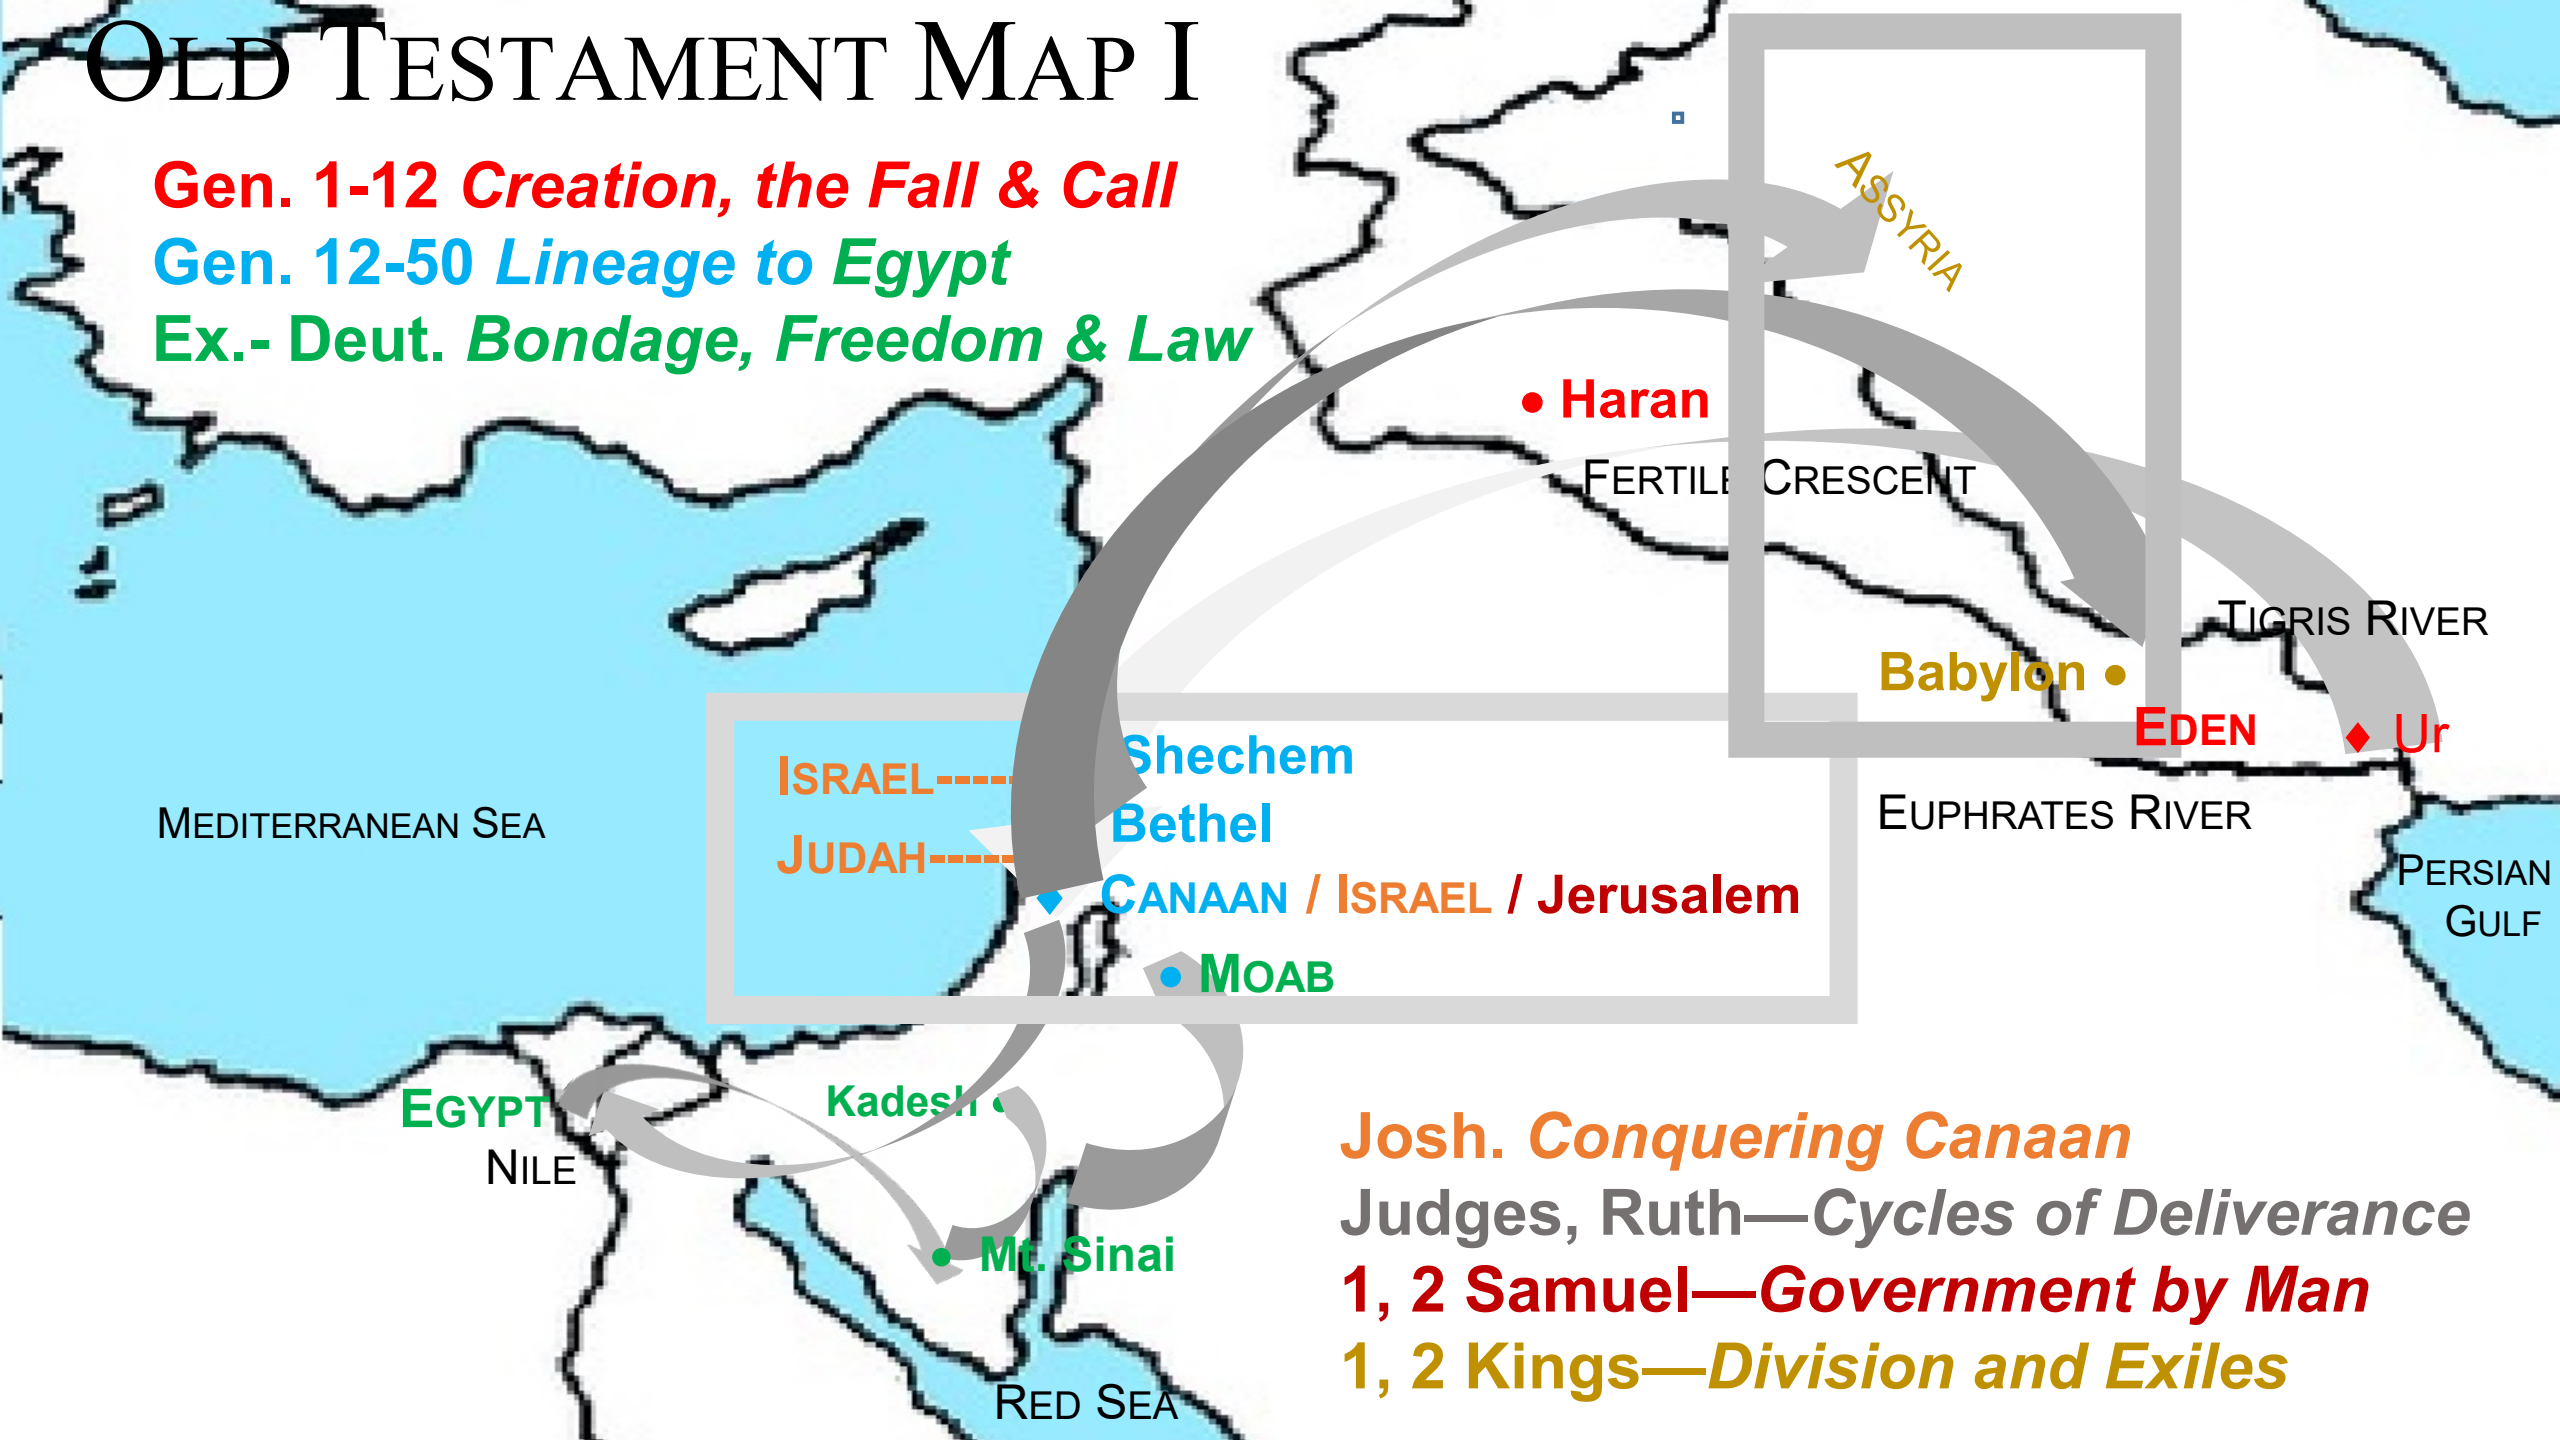 OLD TESTAMENT MAP I
Gen. 1-12 Creation, the Fall & Call
Gen. 12-50 Lineage to Egypt
Ex.- Deut. Bondage, Freedom & Law
ASSYRIA
• Haran
FERTILE CRESCENT
TIGRIS RIVER
Babylon •
EDEN
♦ Ur
ISRAEL-----
Shechem
MEDITERRANEAN SEA
Bethel
EUPHRATES RIVER
JUDAH-----
PERSIAN
GULF
♦ CANAAN / ISRAEL / Jerusalem
• MOAB
Kadesh •
EGYPT
NILE
• Mt. Sinai
RED SEA
Josh. Conquering Canaan
Judges, Ruth—Cycles of Deliverance
1, 2 Samuel—Government by Man
1, 2 Kings—Division and Exiles